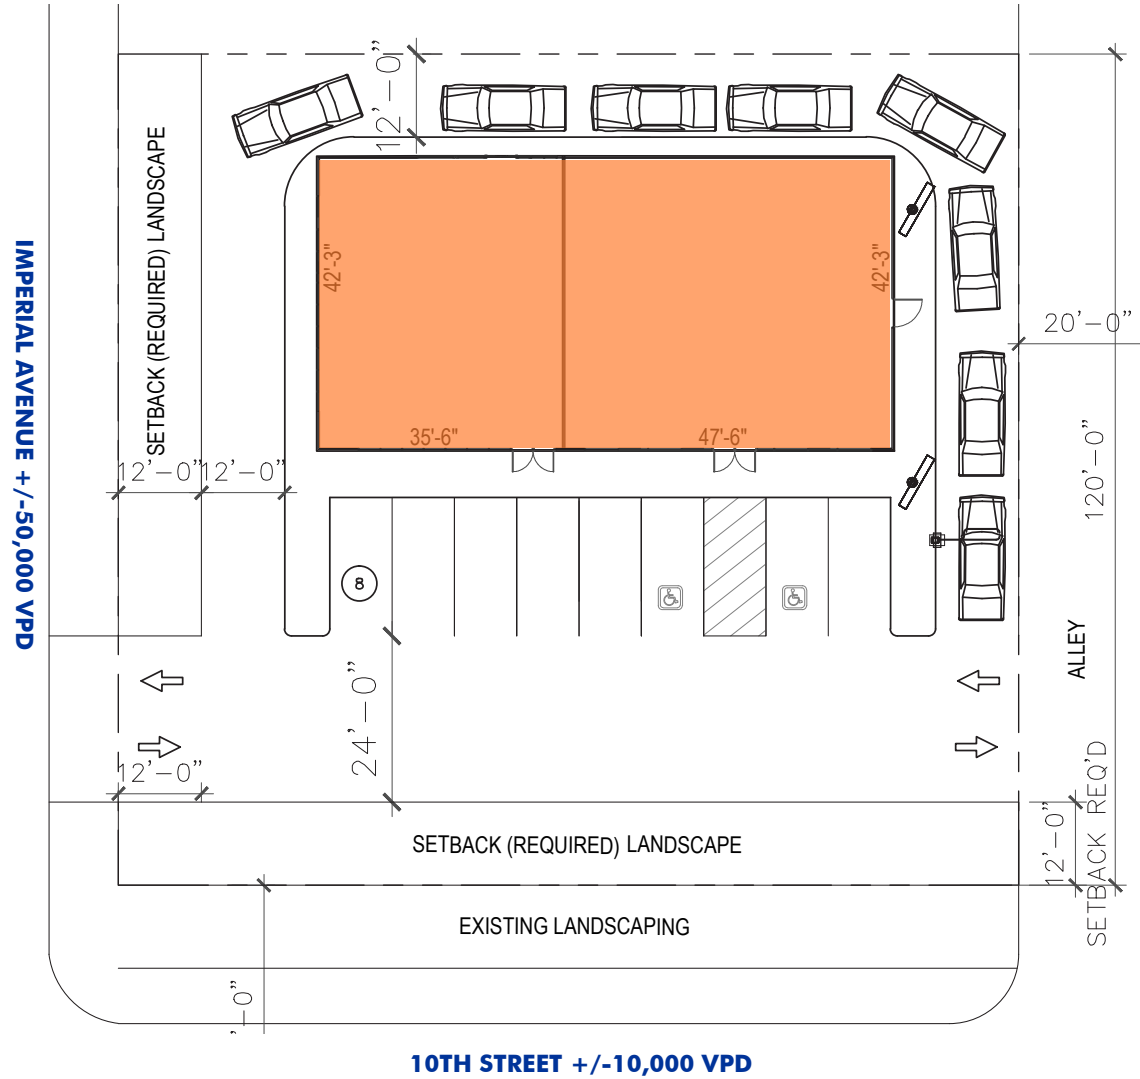 12'-0"
SETBACK (REQUIRED) LANDSCAPE
42'-3"
42'-3"
20'-0"
IMPERIAL AVENUE +/-50,000 VPD
35'-6"
47'-6"
12'-0"
12'-0"
120'-0"
8
ALLEY
24'-0"
12'-0"
SETBACK REQ'D
12'-0"
SETBACK (REQUIRED) LANDSCAPE
EXISTING LANDSCAPING
'-0"
10TH STREET +/-10,000 VPD